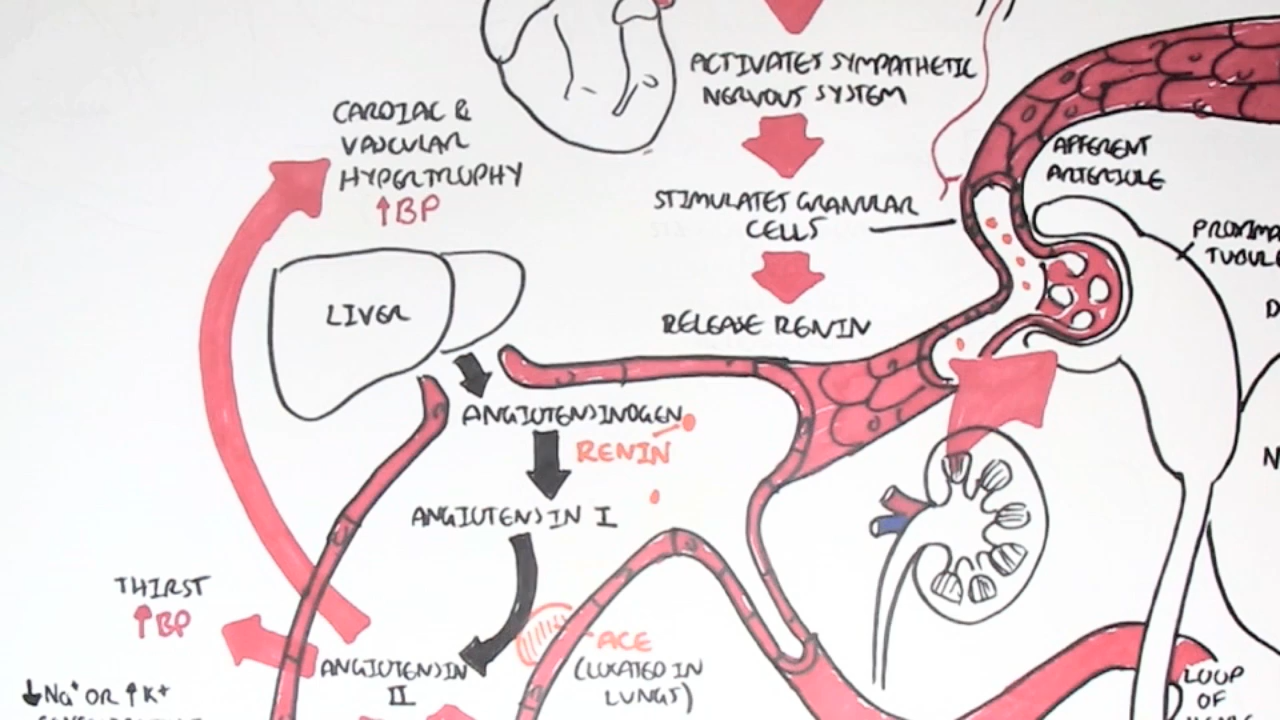 ACTIVATES SYMPATHETIC
NERVOUS SYSTEM
CARDIAC &
VASCULAR
HYPERTROPHY
↑BP
AFFERENT
ARTERIOLE
STIMULATES GRANULAR
CELLS
TUBULE
RELEASE RENIN
LIVER
ANGIOTENSINOGEN
RENIN
ANGIOTENSIN I
THIRST
↑BP
ACE
(LOCATED IN
LUNGS)
ANGIOTENSIN
II
↓Na⁺ OR ↑K+
LOOP
OF